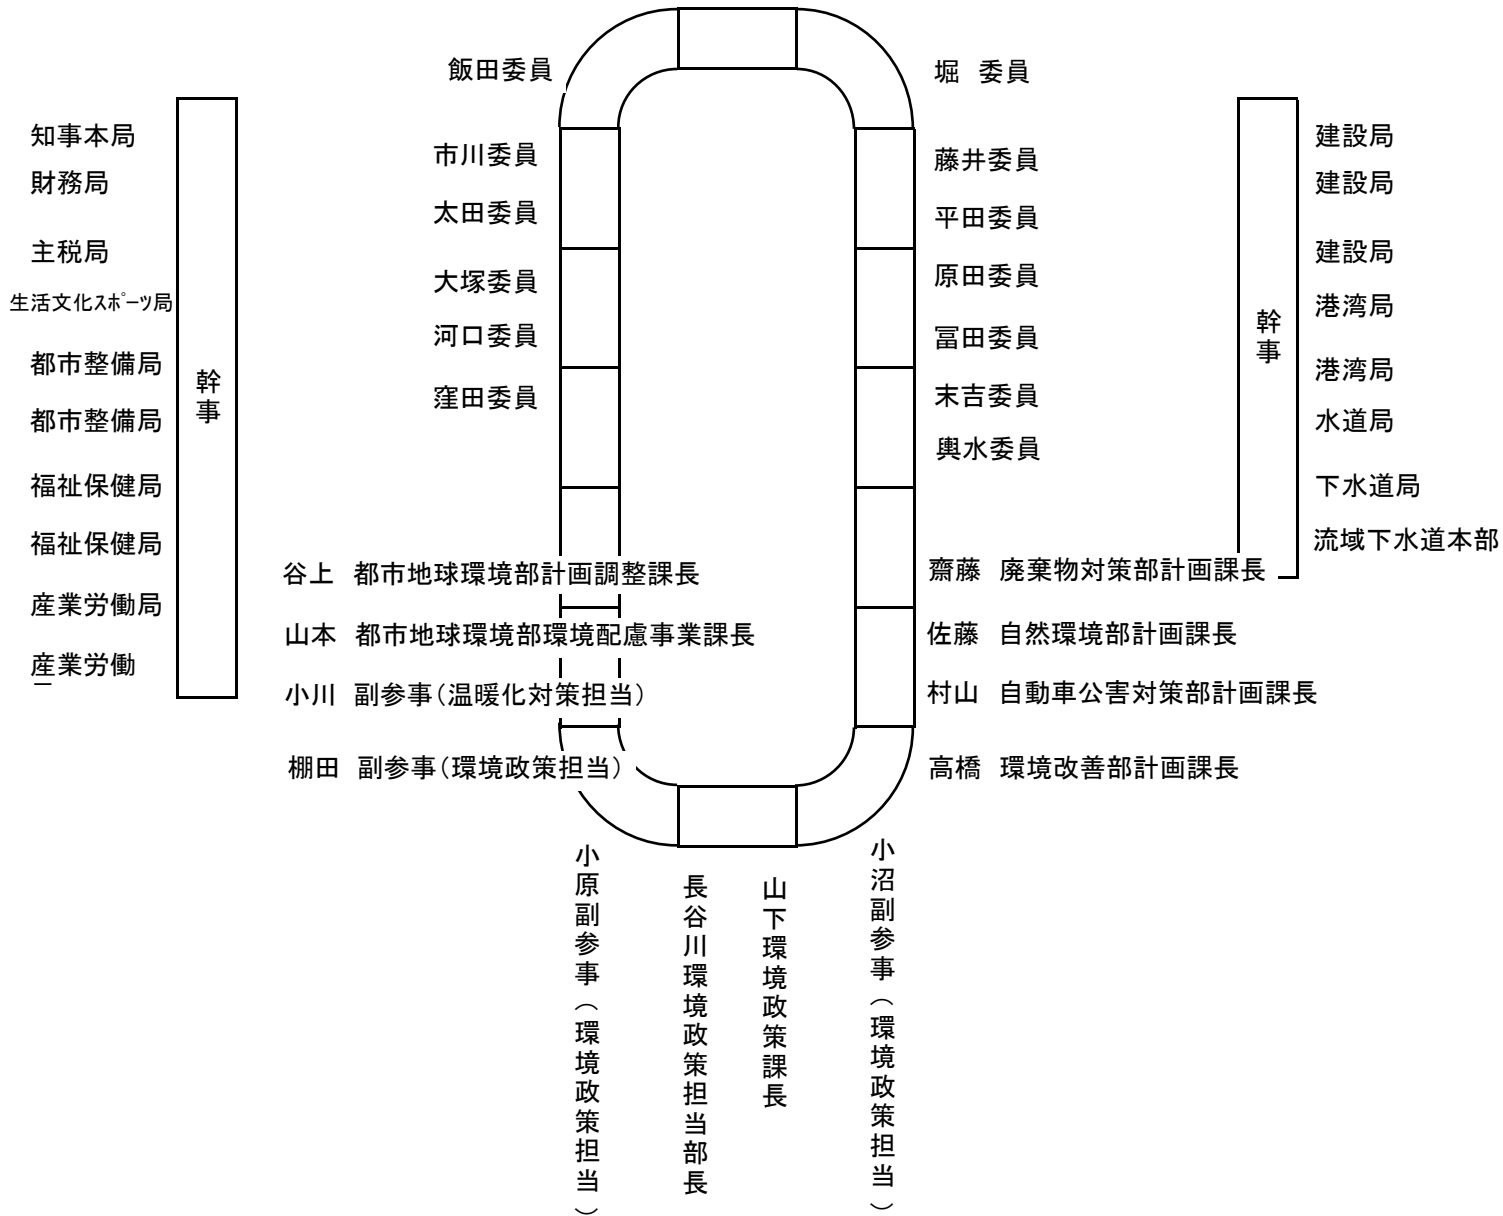 飯田委員
堀 委員
知事本局
財務局
主税局
生活文化ｽﾎﾟｰﾂ局
都市整備局
都市整備局
福祉保健局
福祉保健局
産業労働局
産業労働
幹事
市川委員
太田委員
大塚委員
河口委員
窪田委員
藤井委員
平田委員
原田委員
冨田委員
末吉委員
輿水委員
幹事
建設局
建設局
建設局
港湾局
港湾局
水道局
下水道局
流域下水道本部
谷上 都市地球環境部計画調整課長
山本 都市地球環境部環境配慮事業課長
小川 副参事（温暖化対策担当）
棚田 副参事（環境政策担当）
齋藤 廃棄物対策部計画課長
佐藤 自然環境部計画課長
村山 自動車公害対策部計画課長
高橋 環境改善部計画課長
小原副参事（環境政策担当）
長谷川環境政策担当部長
山下環境政策課長
小沼副参事（環境政策担当）